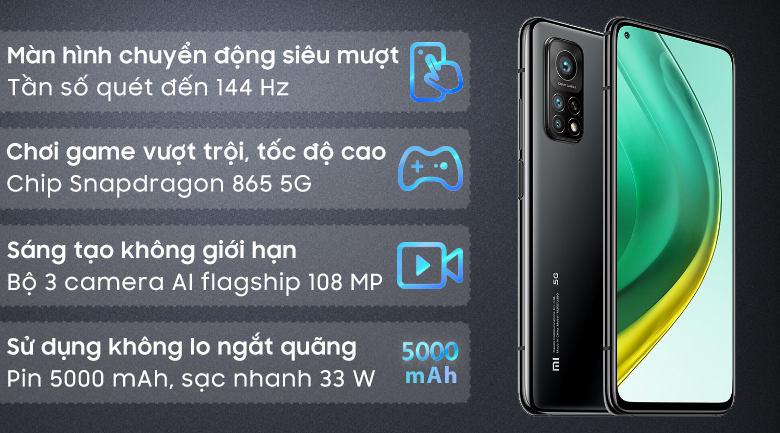 Màn hình chuyển động siêu mượt
Tần số quét đến 144 Hz
Chơi game vượt trội, tốc độ cao
Chip Snapdragon 865 5G
Sáng tạo không giới hạn
Bộ 3 camera AI flagship 108 MP
Sử dụng không lo ngắt quãng
Pin 5000 mAh, sạc nhanh 33 W
5000
mAh
5G
mi